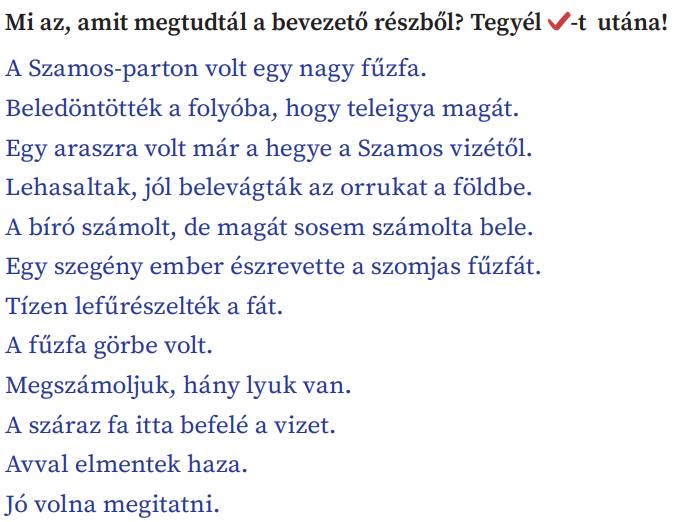 Mi az, amit megtudtál a bevezető részből? Tegyél ✓-t utána!
A Szamos-parton volt egy nagy fűzfa.
Beledöntötték a folyóba, hogy teleigya magát.
Egy araszra volt már a hegye a Szamos vizétől.
Lehasaltak, jól belevágták az orrukat a földbe.
A bíró számolt, de magát sosem számolta bele.
Egy szegény ember észrevette a szomjas fűzfát.
Tízen lefűrészelték a fát.
A fűzfa görbe volt.
Megszámoljuk, hány lyuk van.
A száraz fa itta befelé a vizet.
Avval elmentek haza.
Jó volna megitatni.